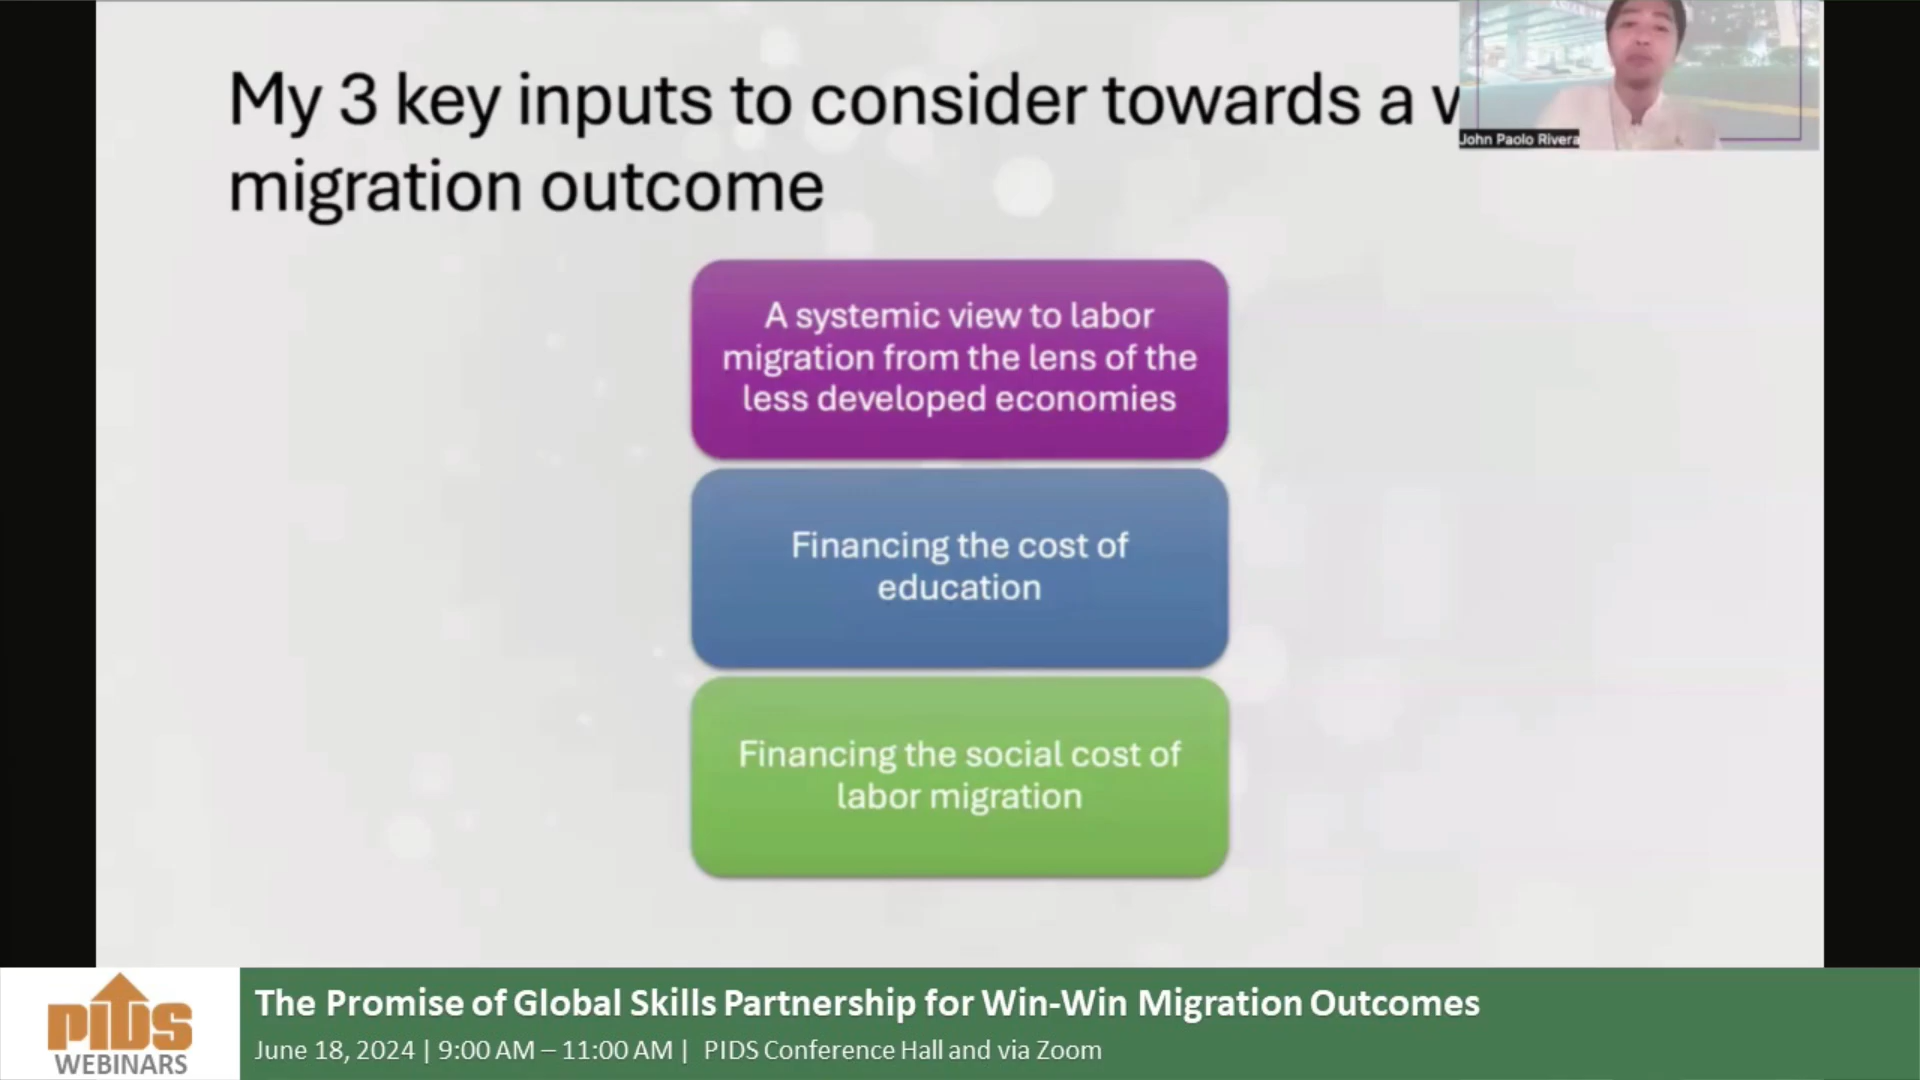 My 3 key inputs to consider towards a
migration outcome
John Paolo Rivera
A systemic view to labor
migration from the lens of the
less developed economies
Financing the cost of
education
Financing the social cost of
labor migration
PIDS
WEBINARS
The Promise of Global Skills Partnership for Win-Win Migration Outcomes
June 18, 2024 | 9:00 AM – 11:00 AM | PIDS Conference Hall and via Zoom